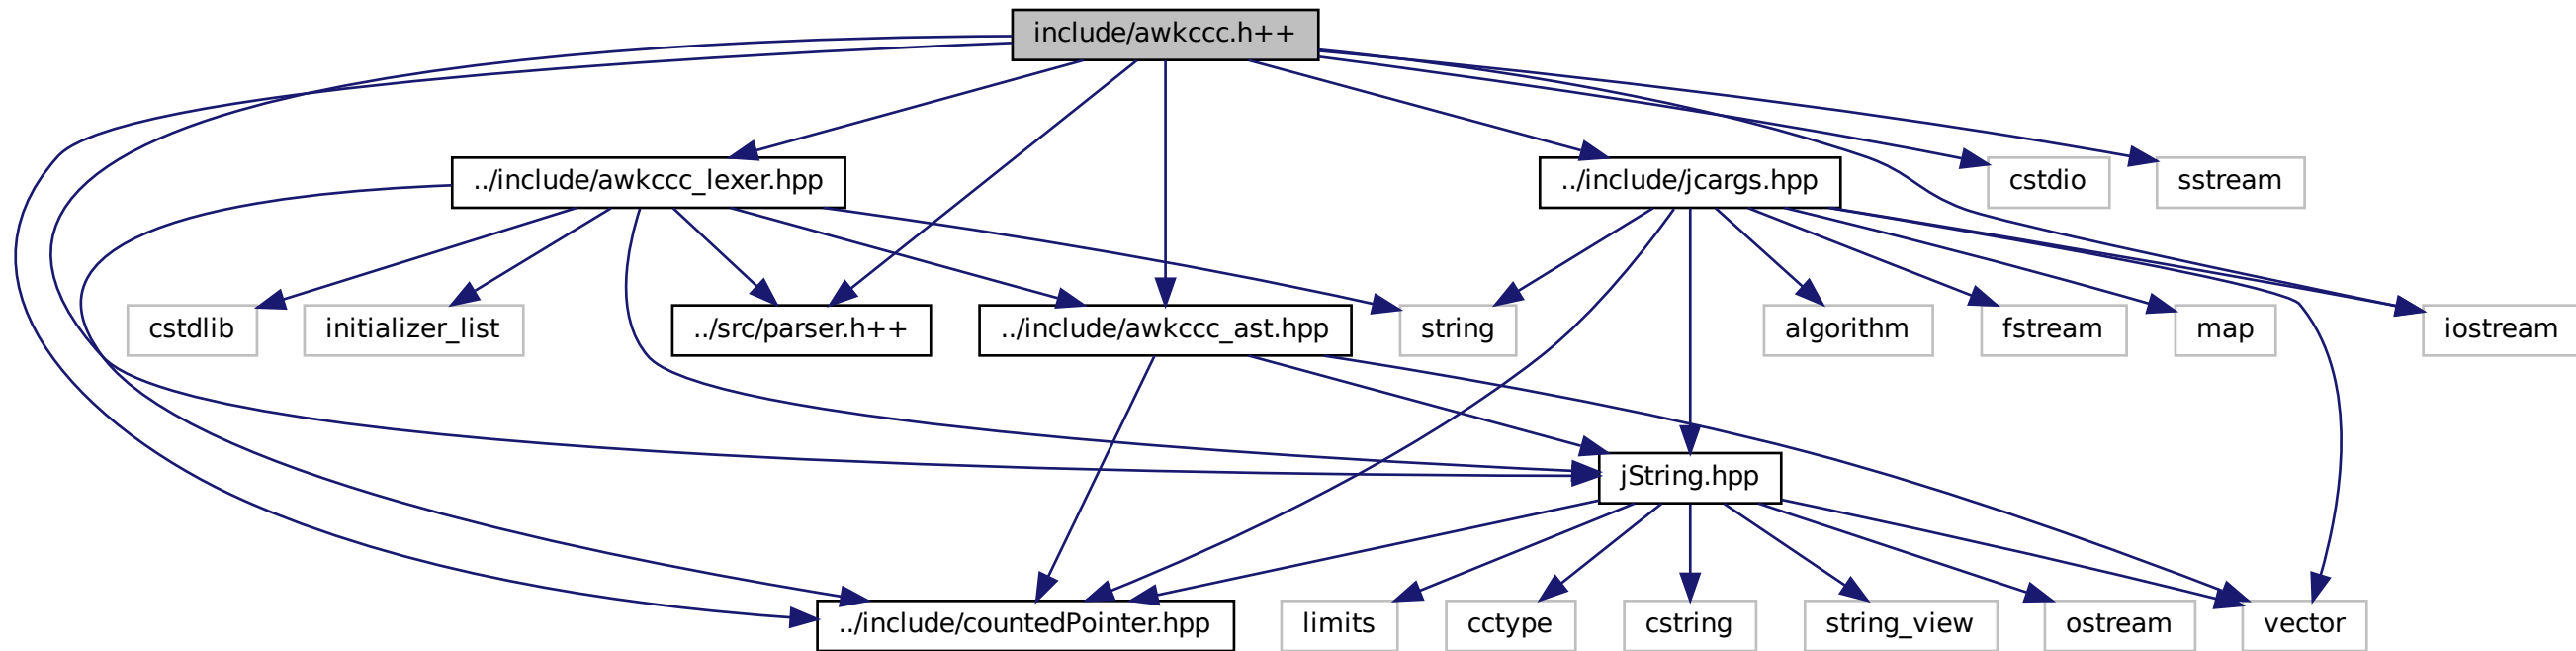 include/awkccc.h++
../include/awkccc_lexer.hpp
../include/jcargs.hpp
cstdio
sstream
cstdlib
initializer_list
../src/parser.h++
../include/awkccc_ast.hpp
string
algorithm
fstream
map
iostream
jString.hpp
../include/countedPointer.hpp
limits
cctype
cstring
string_view
ostream
vector